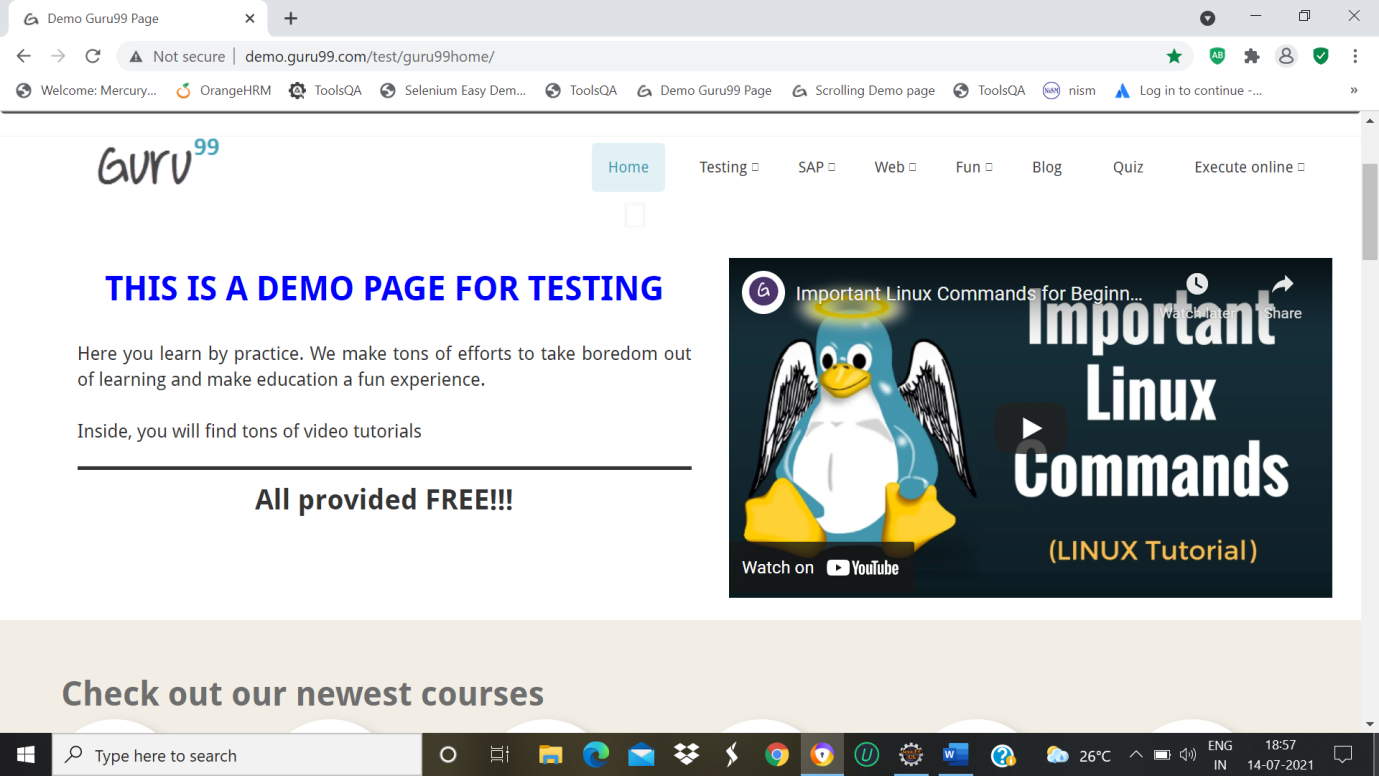 Demo Guru99 Page
Not secure
demo.guru99.com/test/guru99home/
AB
Welcome: Mercury...
OrangeHRM
ToolsQA
Selenium Easy Dem...
ToolsQA
Demo Guru99 Page
Scrolling Demo page
ToolsQA
nism
Log in to continue -...
»
Guru99
Home
Testing
SAP
Web
Fun
Blog
Quiz
Execute online
THIS IS A DEMO PAGE FOR TESTING
Here you learn by practice. We make tons of efforts to take boredom out
of learning and make education a fun experience.
Inside, you will find tons of video tutorials
All provided FREE!!!
Important Linux Commands for Beginn...
Watch later
Share
Important
Linux
Commands
(LINUX Tutorial)
Watch on YouTube
Check out our newest courses
Type here to search
26°C
ENG
IN
18:57
14-07-2021